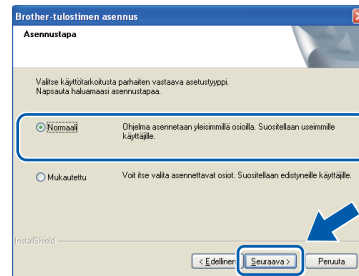 Brother-tulostimen asennus
Asennustapa
Valitse käyttötarkoitusta parhaiten vastaava asetustyyppi.
Napsauta haluamaasi asennustapaa.
Normaali
Ohjelma asennetaan yleisimmillä osioilla. Suositellaan useimmille
käyttäjille.
Mukautettu
Voit itse valita asennettavat osiot. Suositellaan edistyneille käyttäjille.
InstallShield
< Edellinen
Seuraava >
Peruuta